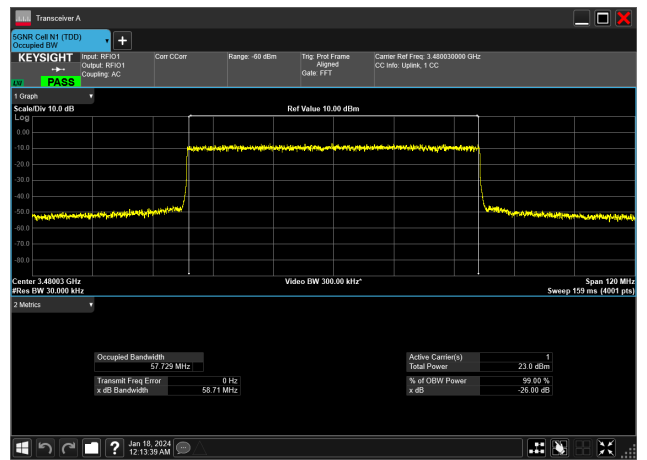 Transceiver A
5GNR Cell N1 (TDD)
Occupied BW
KEYSIGHT
LXI
PASS
Input: RFIO1
Output: RFIO1
Coupling: AC
Corr CCorr
Range: -60 dBm
Trig: Prot Frame
Aligned
Gate: FFT
Carrier Ref Freq: 3.480030000 GHz
CC Info: Uplink, 1 CC
1 Graph
Scale/Div 10.0 dB
Ref Value 10.00 dBm
Log
0.00
-10.0
-20.0
-30.0
-40.0
-50.0
-60.0
-70.0
-80.0
Center 3.48003 GHz
Video BW 300.00 kHz*
Span 120 MHz
#Res BW 30.000 kHz
Sweep 159 ms (4001 pts)
2 Metrics
Occupied Bandwidth
57.729 MHz
Transmit Freq Error 0 Hz
x dB Bandwidth 58.71 MHz
Active Carrier(s) 1
Total Power 23.0 dBm
% of OBW Power 99.00 %
x dB -26.00 dB
?
Jan 18, 2024
12:13:39 AM